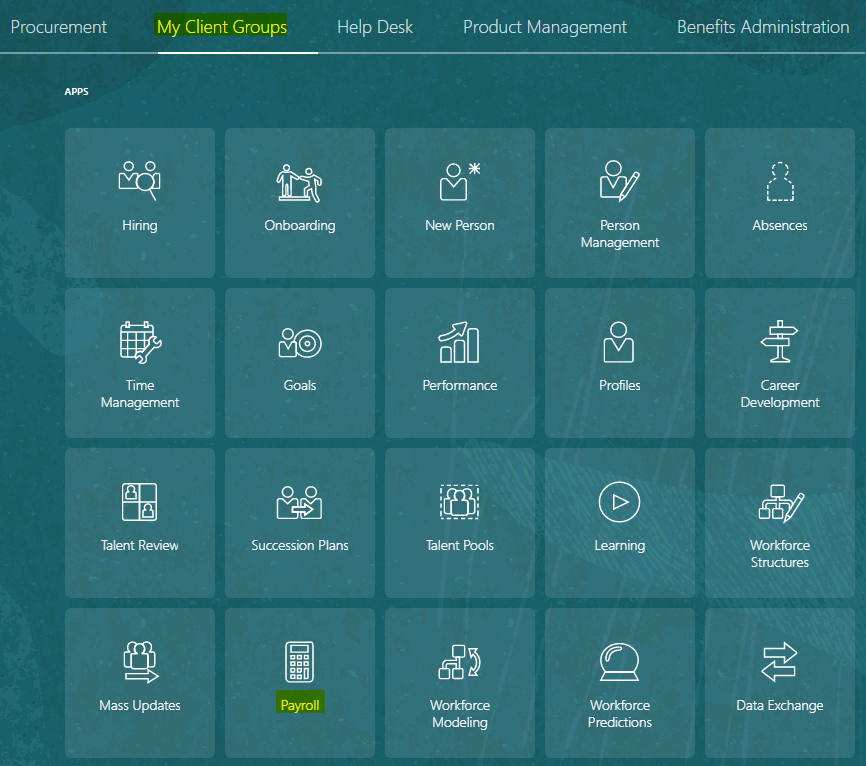 Procurement My Client Groups Help Desk Product Management Benefits Administration
APPS
Hiring Onboarding New Person Person Management Absences
Time Management Goals Performance Profiles Career Development
Talent Review Succession Plans Talent Pools Learning Workforce Structures
Mass Updates Payroll Workforce Modeling Workforce Predictions Data Exchange